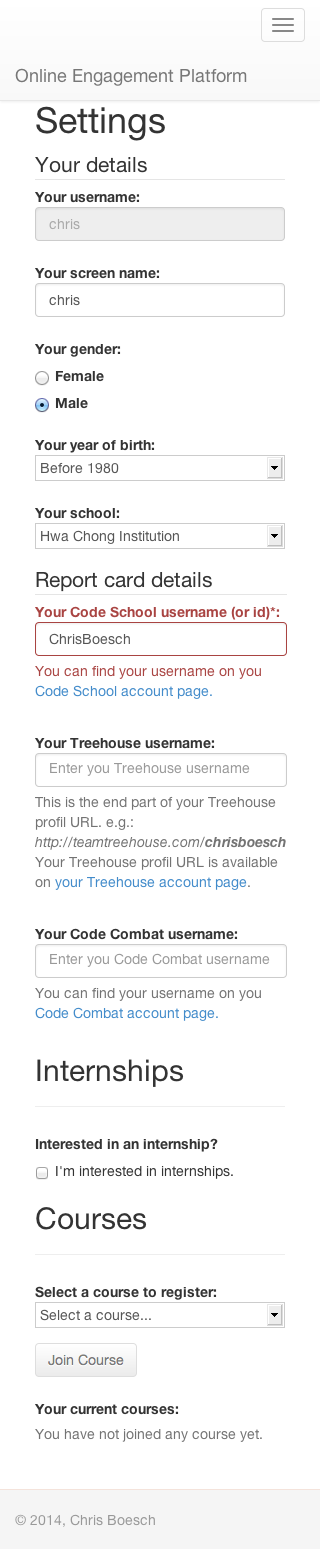 Online Engagement Platform
Settings
Your details
Your username:
chris
Your screen name:
chris
Your gender:
Female
Male
Your year of birth:
Before 1980
Your school:
Hwa Chong Institution
Report card details
Your Code School username (or id)*:
ChrisBoesch
You can find your username on you
Code School account page.
Your Treehouse username:
Enter you Treehouse username
This is the end part of your Treehouse
profil URL. e.g.:
http://teamtreehouse.com/chrisboesch
Your Treehouse profil URL is available
on your Treehouse account page.
Your Code Combat username:
Enter you Code Combat username
You can find your username on you
Code Combat account page.
Internships
Interested in an internship?
I'm interested in internships.
Courses
Select a course to register:
Select a course...
Join Course
Your current courses:
You have not joined any course yet.
© 2014, Chris Boesch